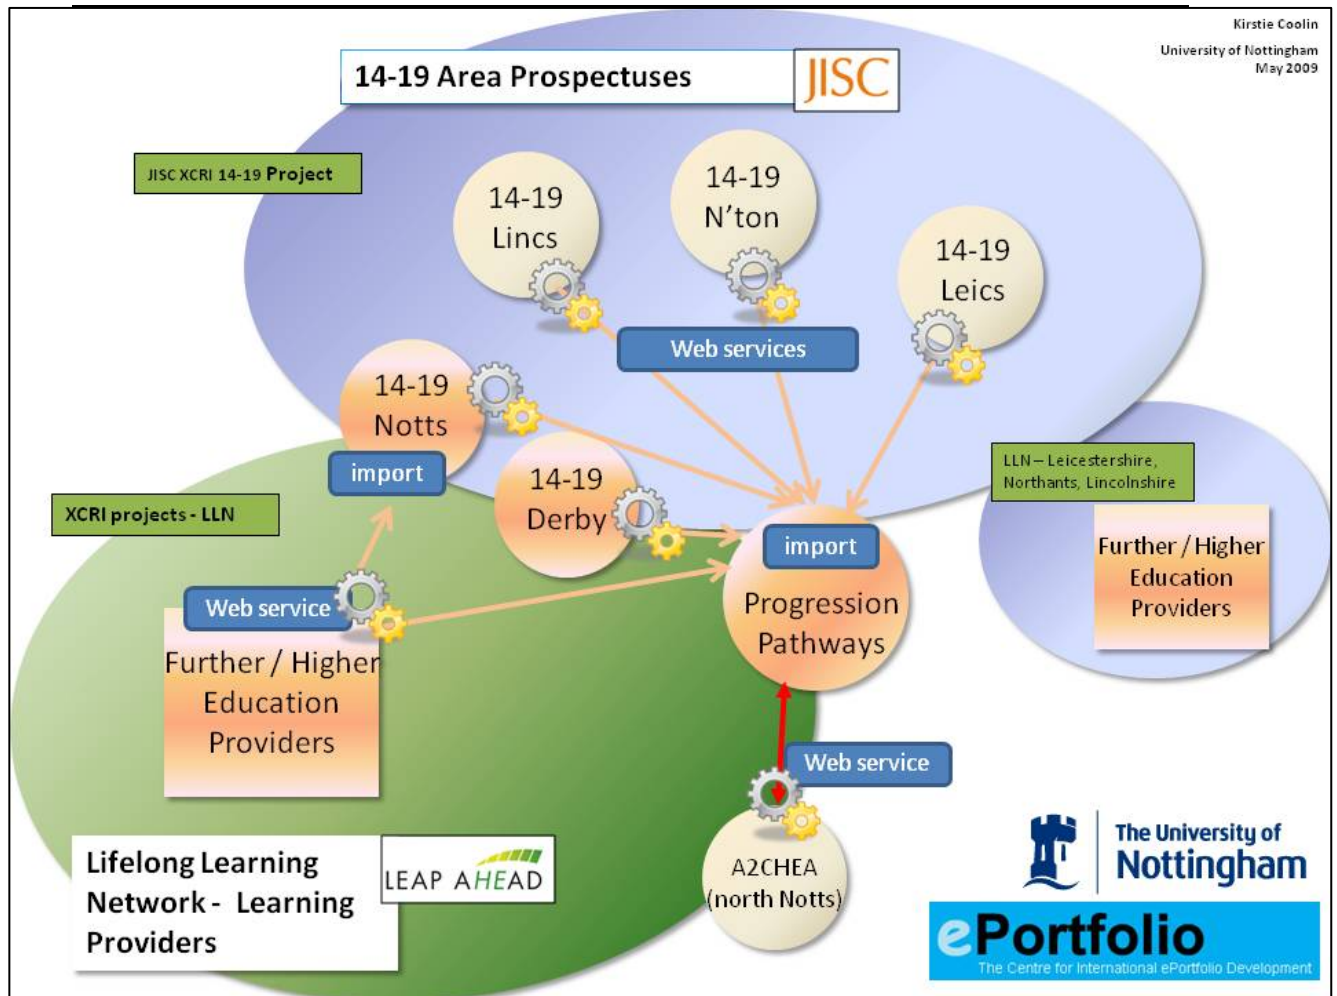 Kirstie Coolin
University of Nottingham
May 2009
14-19 Area Prospectuses
JISC
JISC XCRI 14-19 Project
14-19
Lincs
14-19
N'ton
14-19
Leics
Web services
14-19
Notts
import
14-19
Derby
LLN – Leicestershire,
Northants, Lincolnshire
Further / Higher
Education
Providers
XCRI projects - LLN
import
Progression
Pathways
Web service
Further / Higher
Education
Providers
Web service
A2CHEA
(north Notts)
Lifelong Learning
Network - Learning
Providers
LEAP AHEAD
The University of
Nottingham
ePortfolio
The Centre for International ePortfolio Development